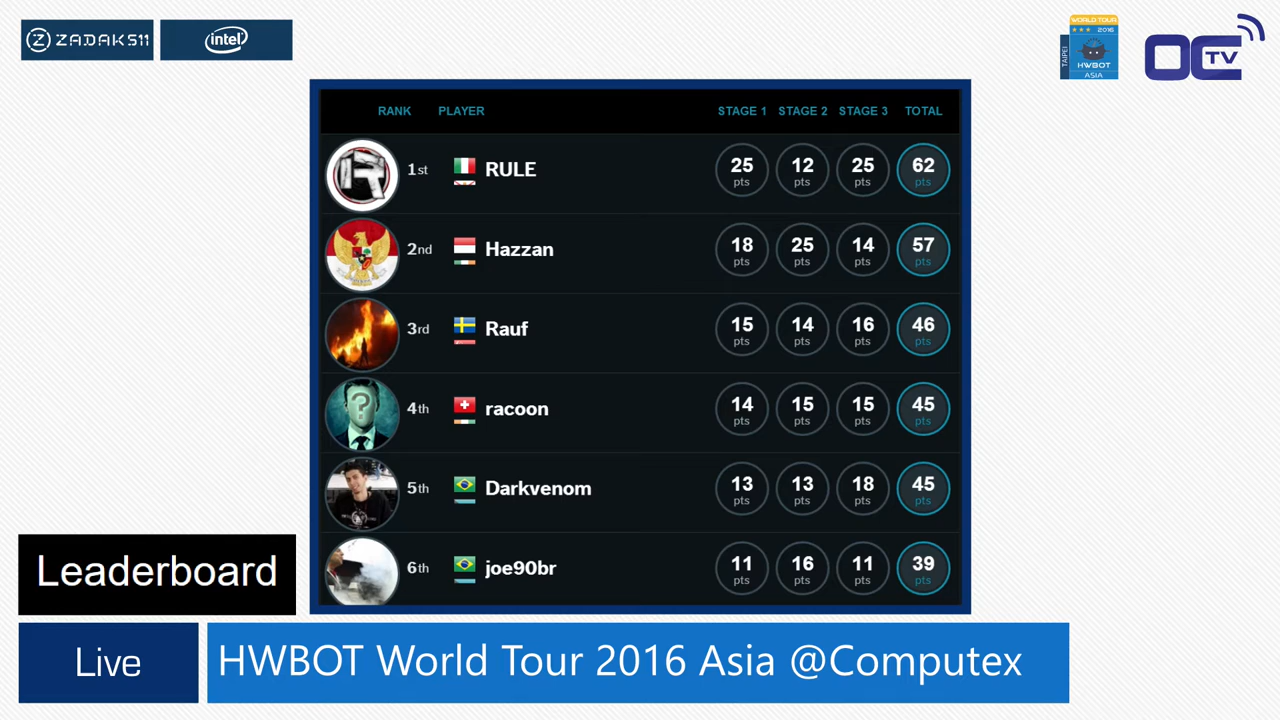 ZADAK511
intel
WORLD TOUR
2016
TAIPEI
HWBOT
ASIA
OC
TV
RANK PLAYER STAGE 1 STAGE 2 STAGE 3 TOTAL
1st RULE 25 pts 12 pts 25 pts 62 pts
2nd Hazzan 18 pts 25 pts 14 pts 57 pts
3rd Rauf 15 pts 14 pts 16 pts 46 pts
4th racoon 14 pts 15 pts 15 pts 45 pts
5th Darkvenom 13 pts 13 pts 18 pts 45 pts
6th joe90br 11 pts 16 pts 11 pts 39 pts
Leaderboard
Live HWBOT World Tour 2016 Asia @Computex